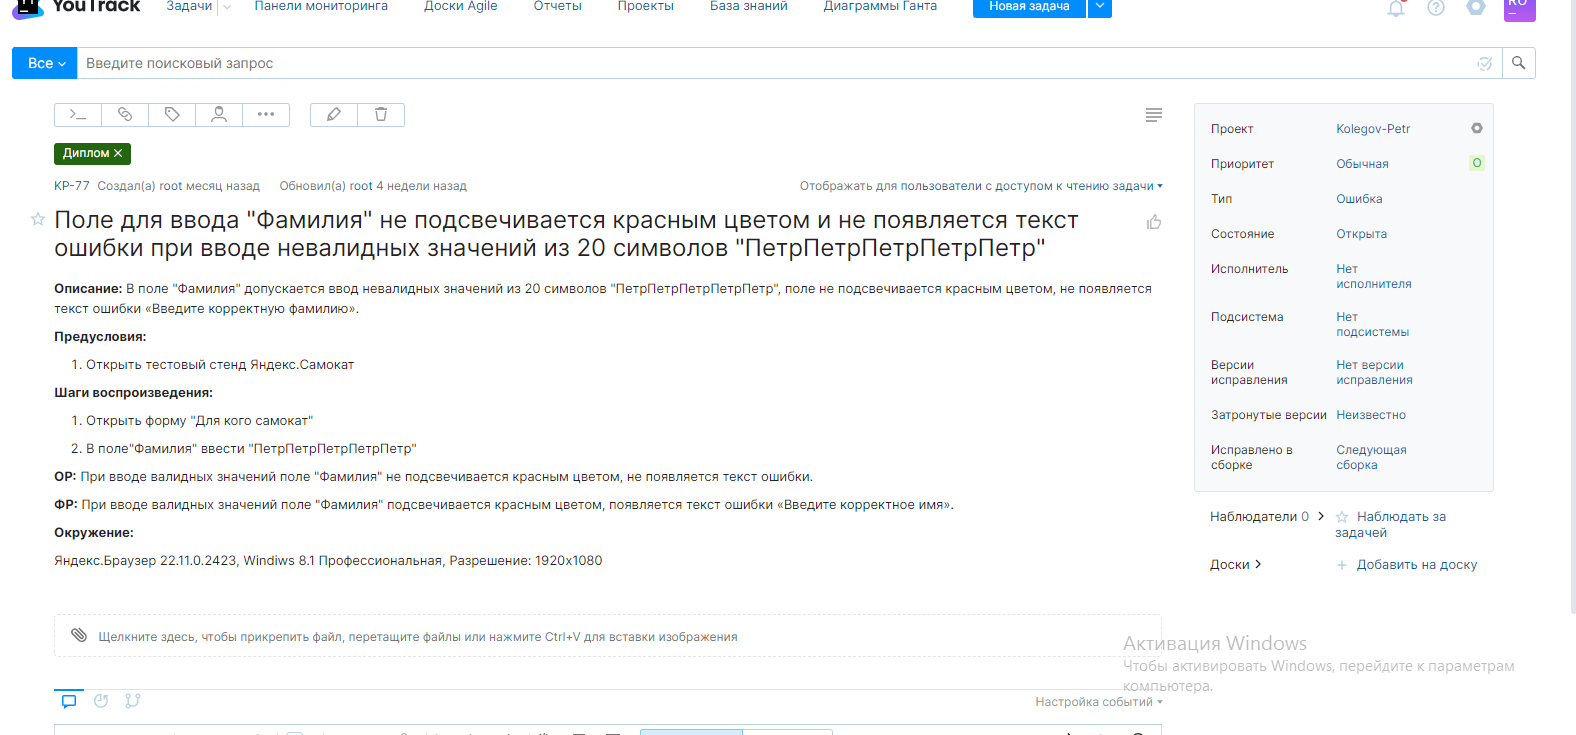 YouTrack Задачи Панели мониторинга Доски Agile Отчеты Проекты База знаний Диаграммы Ганта Новая задача RO
Все Введите поисковый запрос
Диплом
KP-77 Создал(а) root месяц назад Обновил(а) root 4 недели назад Отображать для пользователи с доступом к чтению задачи
Поле для ввода "Фамилия" не подсвечивается красным цветом и не появляется текст
ошибки при вводе невалидных значений из 20 символов "ПетрПетрПетрПетрПетр"
Описание: В поле "Фамилия" допускается ввод невалидных значений из 20 символов "ПетрПетрПетрПетрПетр", поле не подсвечивается красным цветом, не появляется
текст ошибки «Введите корректную фамилию».
Предусловия:
1. Открыть тестовый стенд Яндекс.Самокат
Шаги воспроизведения:
1. Открыть форму "Для кого самокат"
2. В поле"Фамилия" ввести "ПетрПетрПетрПетрПетр"
ОР: При вводе валидных значений поле "Фамилия" не подсвечивается красным цветом, не появляется текст ошибки.
ФР: При вводе валидных значений поле "Фамилия" подсвечивается красным цветом, появляется текст ошибки «Введите корректное имя».
Окружение:
Яндекс.Браузер 22.11.0.2423, Windiws 8.1 Профессиональная, Разрешение: 1920x1080
Щелкните здесь, чтобы прикрепить файл, перетащите файлы или нажмите Ctrl+V для вставки изображения
Настройка событий
Проект Kolegov-Petr
Приоритет Обычная О
Тип Ошибка
Состояние Открыта
Исполнитель Нет
исполнителя
Подсистема Нет
подсистемы
Версии Нет версии
исправления исправления
Затронутые версии Неизвестно
Исправлено в Следующая
сборке сборка
Наблюдатели 0 Наблюдать за
задачей
Доски Добавить на доску
Активация Windows
Чтобы активировать Windows, перейдите к параметрам
компьютера.